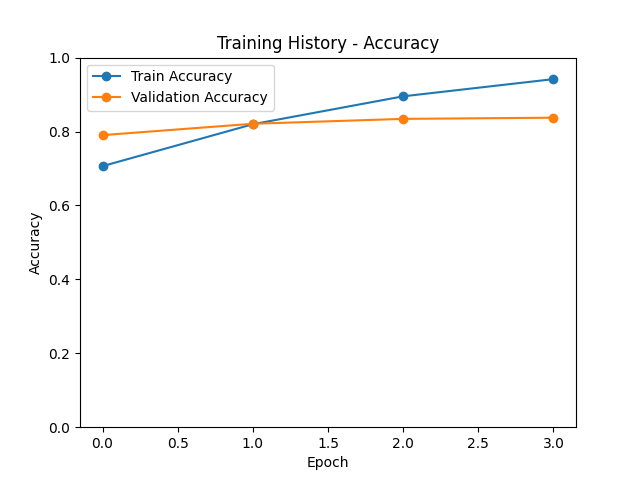 Training History - Accuracy
Train Accuracy
Validation Accuracy
1.0
0.8
0.6
0.4
0.2
0.0
Accuracy
0.0 0.5 1.0 1.5 2.0 2.5 3.0
Epoch